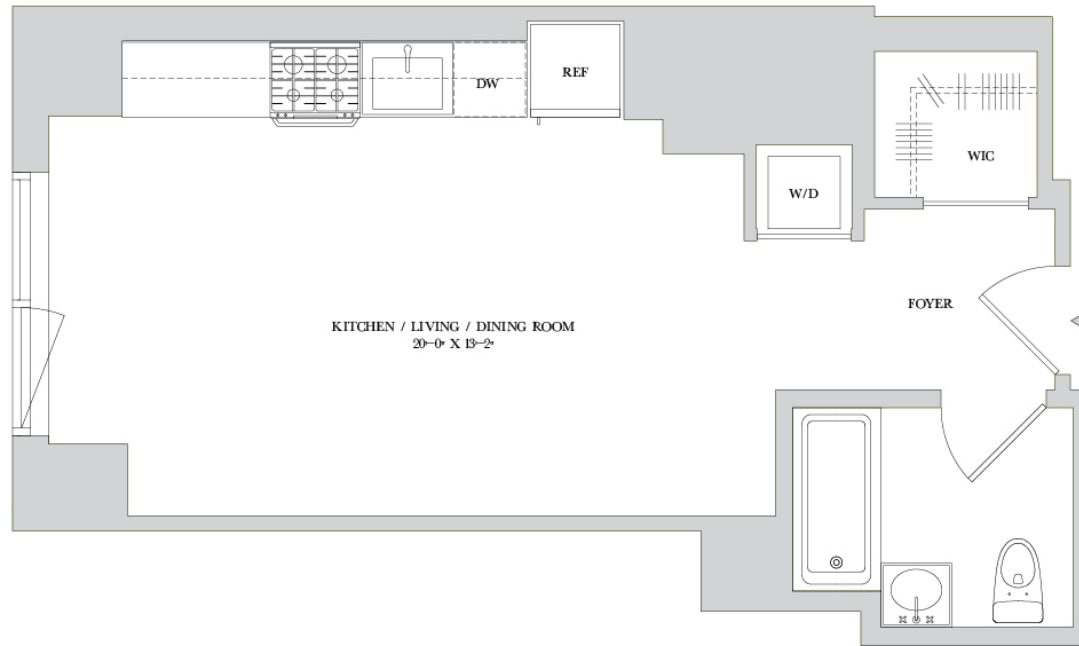 DW
REF
W/D
WIC
FOYER
KITCHEN / LIVING / DINING ROOM
20'-0" X 13'-2"